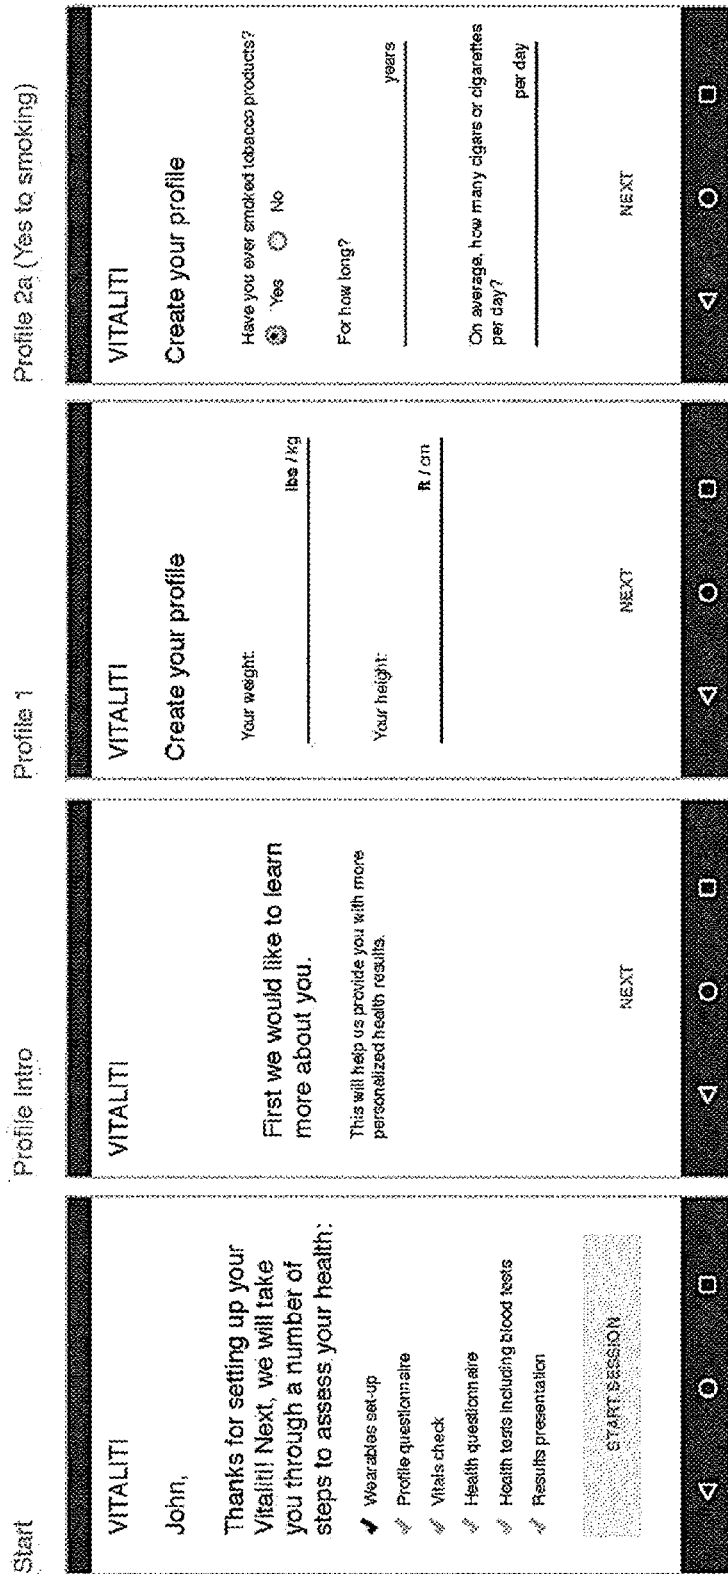 Start
VITALITI
John,
Thanks for setting up your
Vitaliti! Next, we will take
you through a number of
steps to assess your health:
Wearables set-up
Profile questionnaire
Vitals check
Health questionnaire
Health tests including blood tests
Results presentation
START SESSION
Profile Intro
VITALITI
First we would like to learn
more about you.
This will help us provide you with more
personalized health results.
NEXT
Profile 1
VITALITI
Create your profile
Your weight:
lbs / kg
Your height:
ft / cm
NEXT
Profile 2a (Yes to smoking)
VITALITI
Create your profile
Have you ever smoked tobacco products?
Yes No
For how long?
years
On average, how many cigars or cigarettes
per day?
per day
NEXT